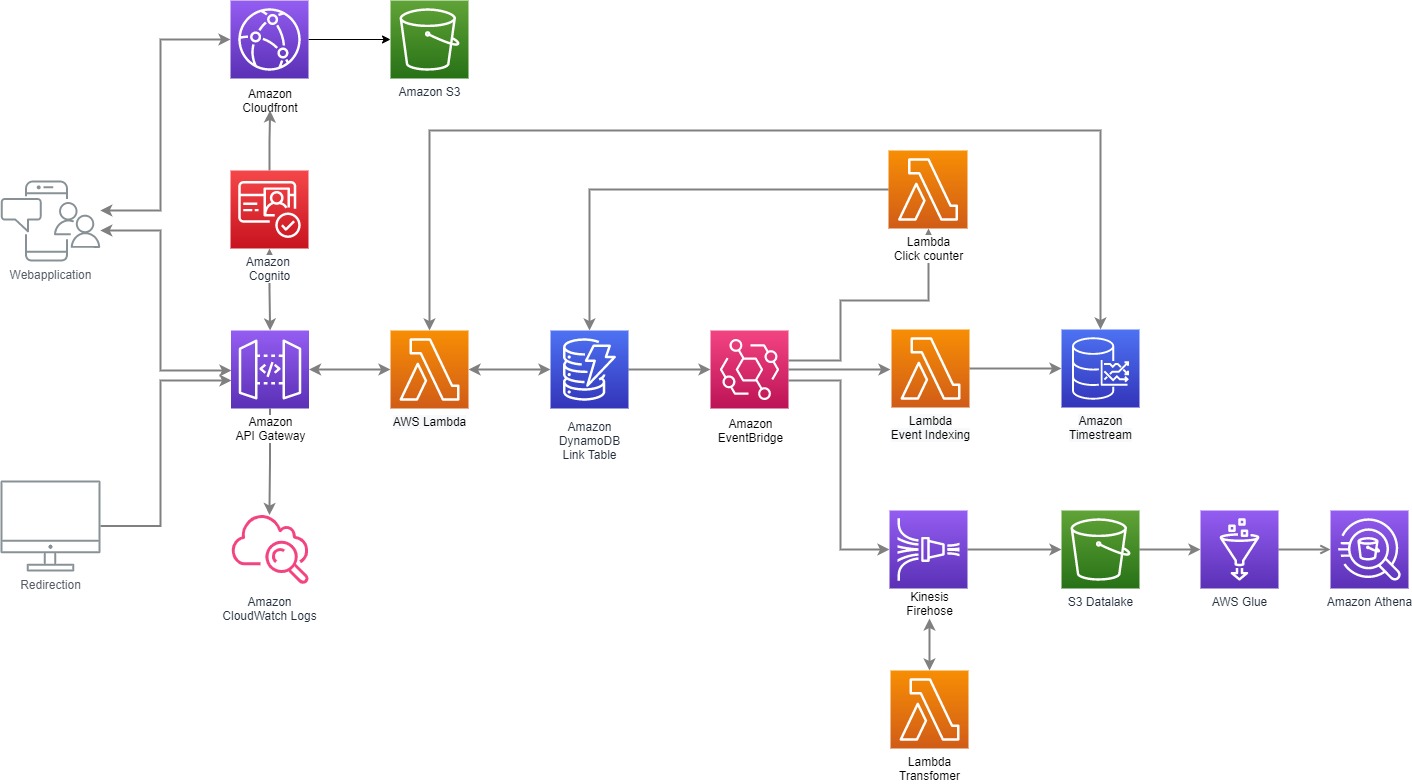 Amazon
Cloudfront
Amazon S3
Lambda
Click counter
Amazon
Cognito
Webapplication
Amazon
API Gateway
AWS Lambda
Amazon
DynamoDB
Link Table
Amazon
EventBridge
Lambda
Event Indexing
Amazon
Timestream
Redirection
Amazon
CloudWatch Logs
Kinesis
Firehose
S3 Datalake
AWS Glue
Amazon Athena
Lambda
Transfomer